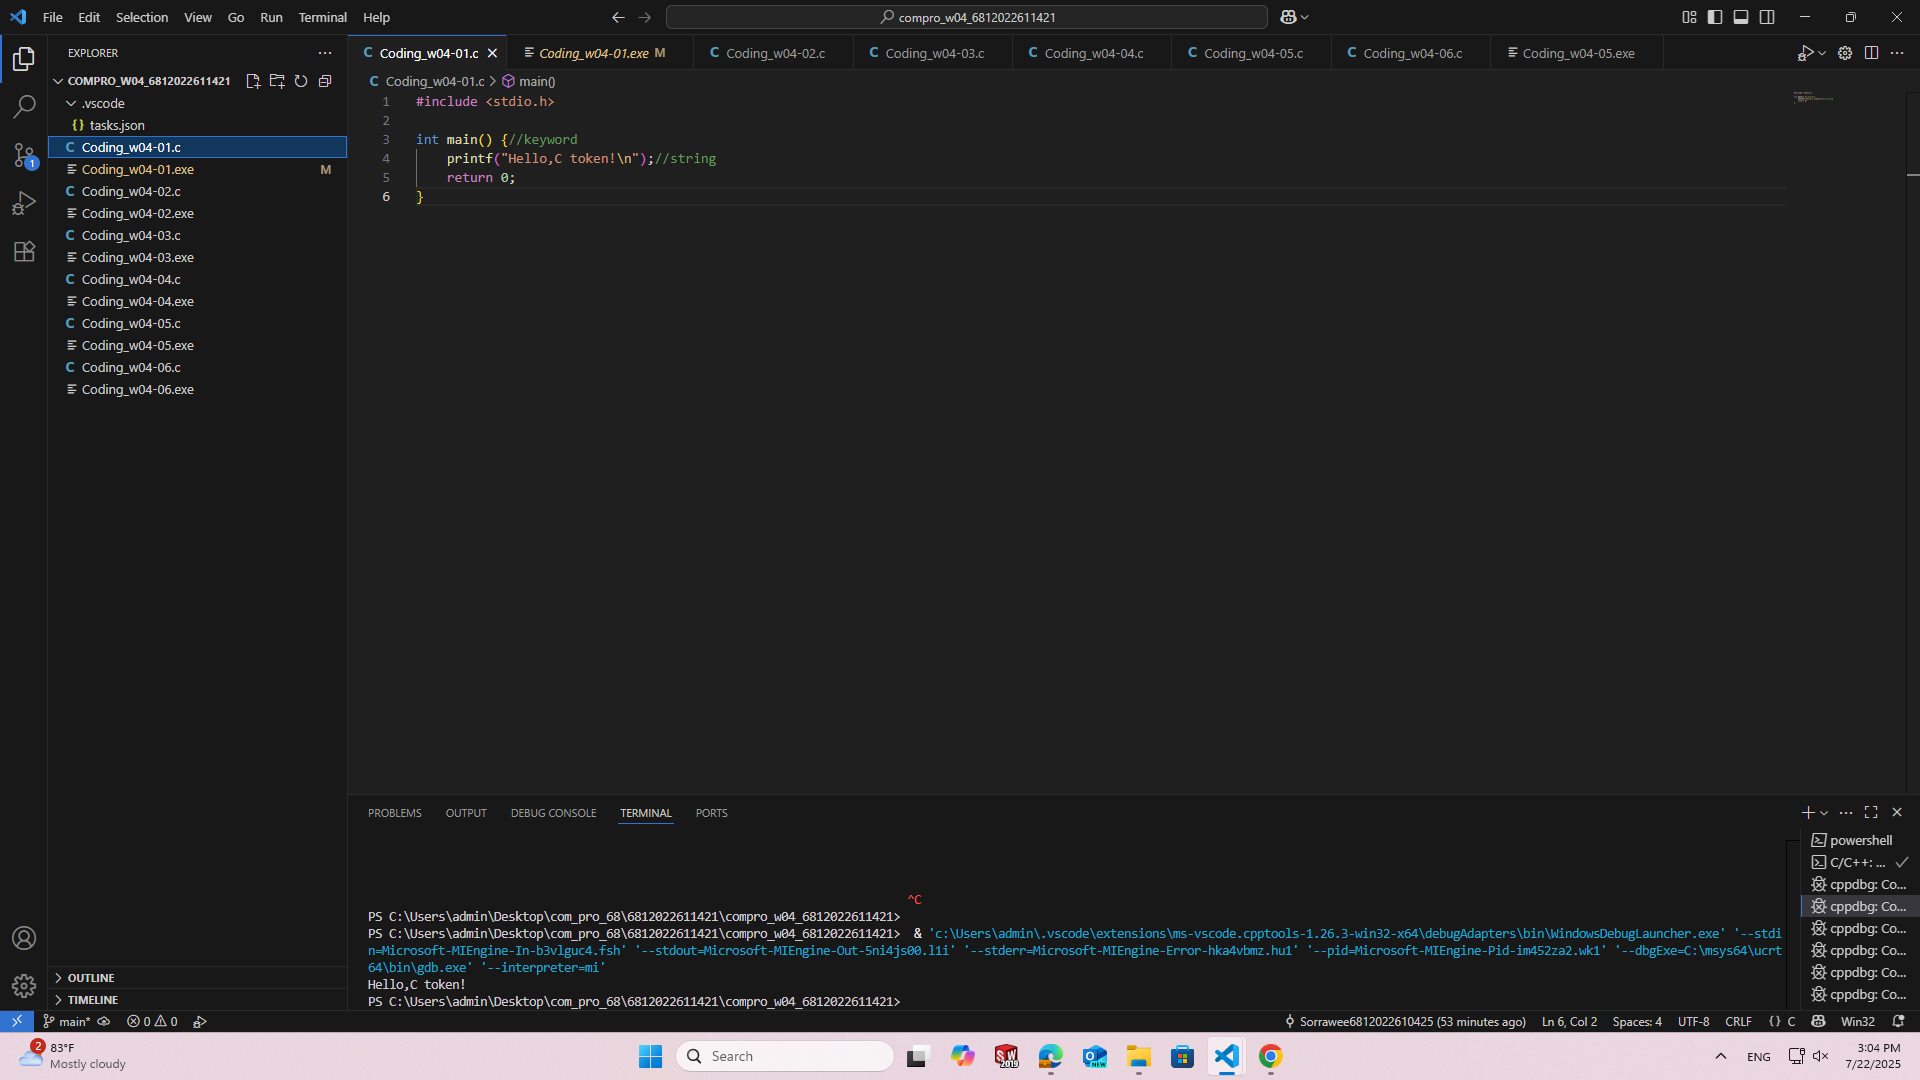 File Edit Selection View Go Run Terminal Help
compro_w04_6812022611421
EXPLORER
COMPRO_W04_6812022611421
.vscode
{} tasks.json
C Coding_w04-01.c
Coding_w04-01.exe M
C Coding_w04-02.c
Coding_w04-02.exe
C Coding_w04-03.c
Coding_w04-03.exe
C Coding_w04-04.c
Coding_w04-04.exe
C Coding_w04-05.c
Coding_w04-05.exe
C Coding_w04-06.c
Coding_w04-06.exe
OUTLINE
TIMELINE
1
C Coding_w04-01.c Coding_w04-01.exe M C Coding_w04-02.c C Coding_w04-03.c C Coding_w04-04.c C Coding_w04-05.c C Coding_w04-06.c Coding_w04-05.exe
C Coding_w04-01.c > main()
1 #include <stdio.h>
2
3 int main() {//keyword
4 printf("Hello,C token!\n");//string
5 return 0;
6 }
PROBLEMS OUTPUT DEBUG CONSOLE TERMINAL PORTS
^C
PS C:\Users\admin\Desktop\com_pro_68\6812022611421\compro_w04_6812022611421>
PS C:\Users\admin\Desktop\com_pro_68\6812022611421\compro_w04_6812022611421> & 'c:\Users\admin\.vscode\extensions\ms-vscode.cpptools-1.26.3-win32-x64\debugAdapters\bin\WindowsDebugLauncher.exe' '--stdi
n=Microsoft-MIEngine-In-b3vlguc4.fsh' '--stdout=Microsoft-MIEngine-Out-5ni4js00.l1i' '--stderr=Microsoft-MIEngine-Error-hka4vbmz.hu1' '--pid=Microsoft-MIEngine-Pid-im452za2.wk1' '--dbgExe=C:\msys64\ucrt
64\bin\gdb.exe' '--interpreter=mi'
Hello,C token!
PS C:\Users\admin\Desktop\com_pro_68\6812022611421\compro_w04_6812022611421>
powershell
C/C++: ...
cppdbg: Co...
cppdbg: Co...
cppdbg: Co...
cppdbg: Co...
cppdbg: Co...
cppdbg: Co...
main* 0 0 Sorrawee6812022610425 (53 minutes ago) Ln 6, Col 2 Spaces: 4 UTF-8 CRLF {} C Win32
2
83°F
Mostly cloudy
Search
SW
2019
NEW
ENG
3:04 PM
7/22/2025